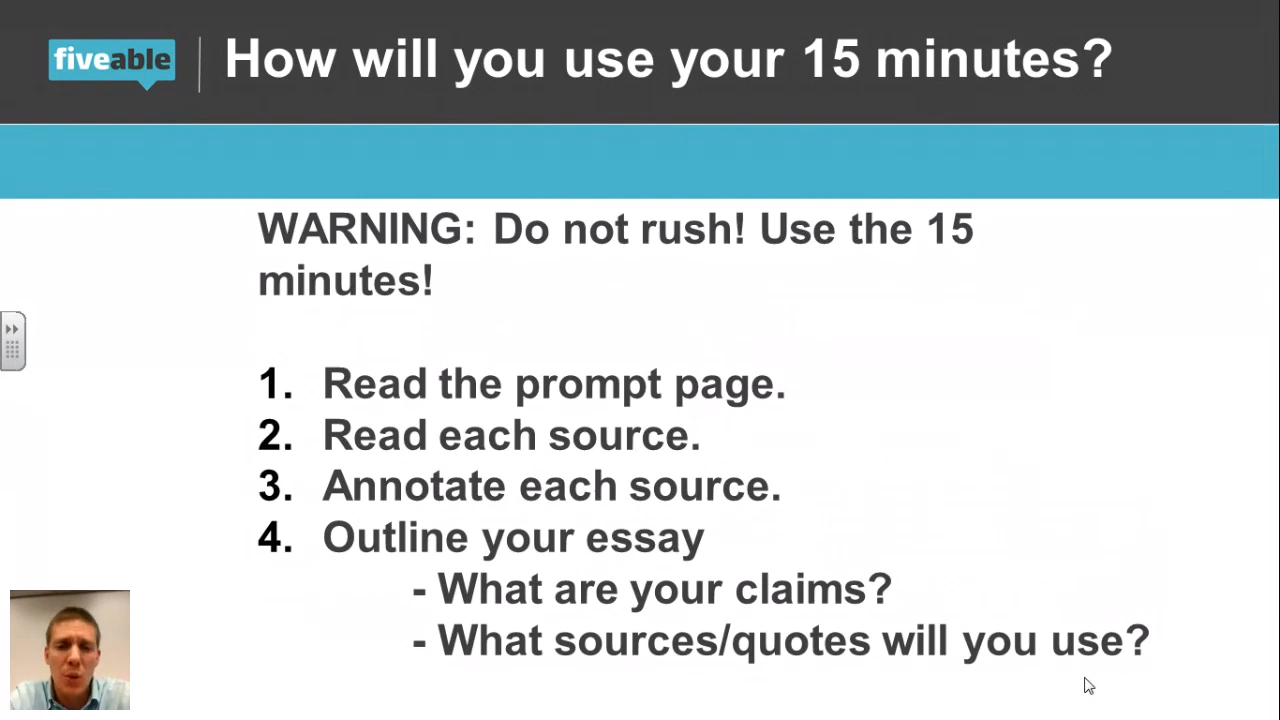 fiveable
How will you use your 15 minutes?
WARNING: Do not rush! Use the 15
minutes!
1. Read the prompt page.
2. Read each source.
3. Annotate each source.
4. Outline your essay
- What are your claims?
- What sources/quotes will you use?